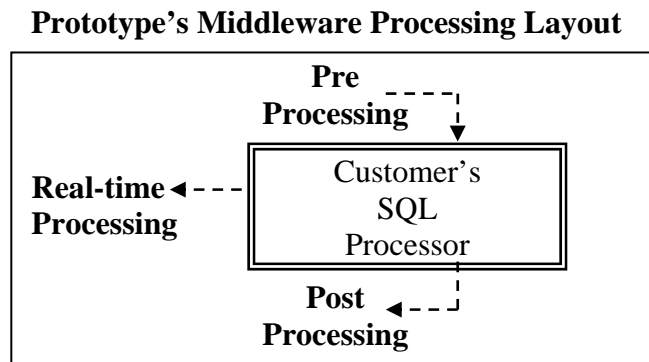 Prototype’s Middleware Processing Layout
Pre
Processing
Real-time
Processing
Customer’s
SQL
Processor
Post
Processing